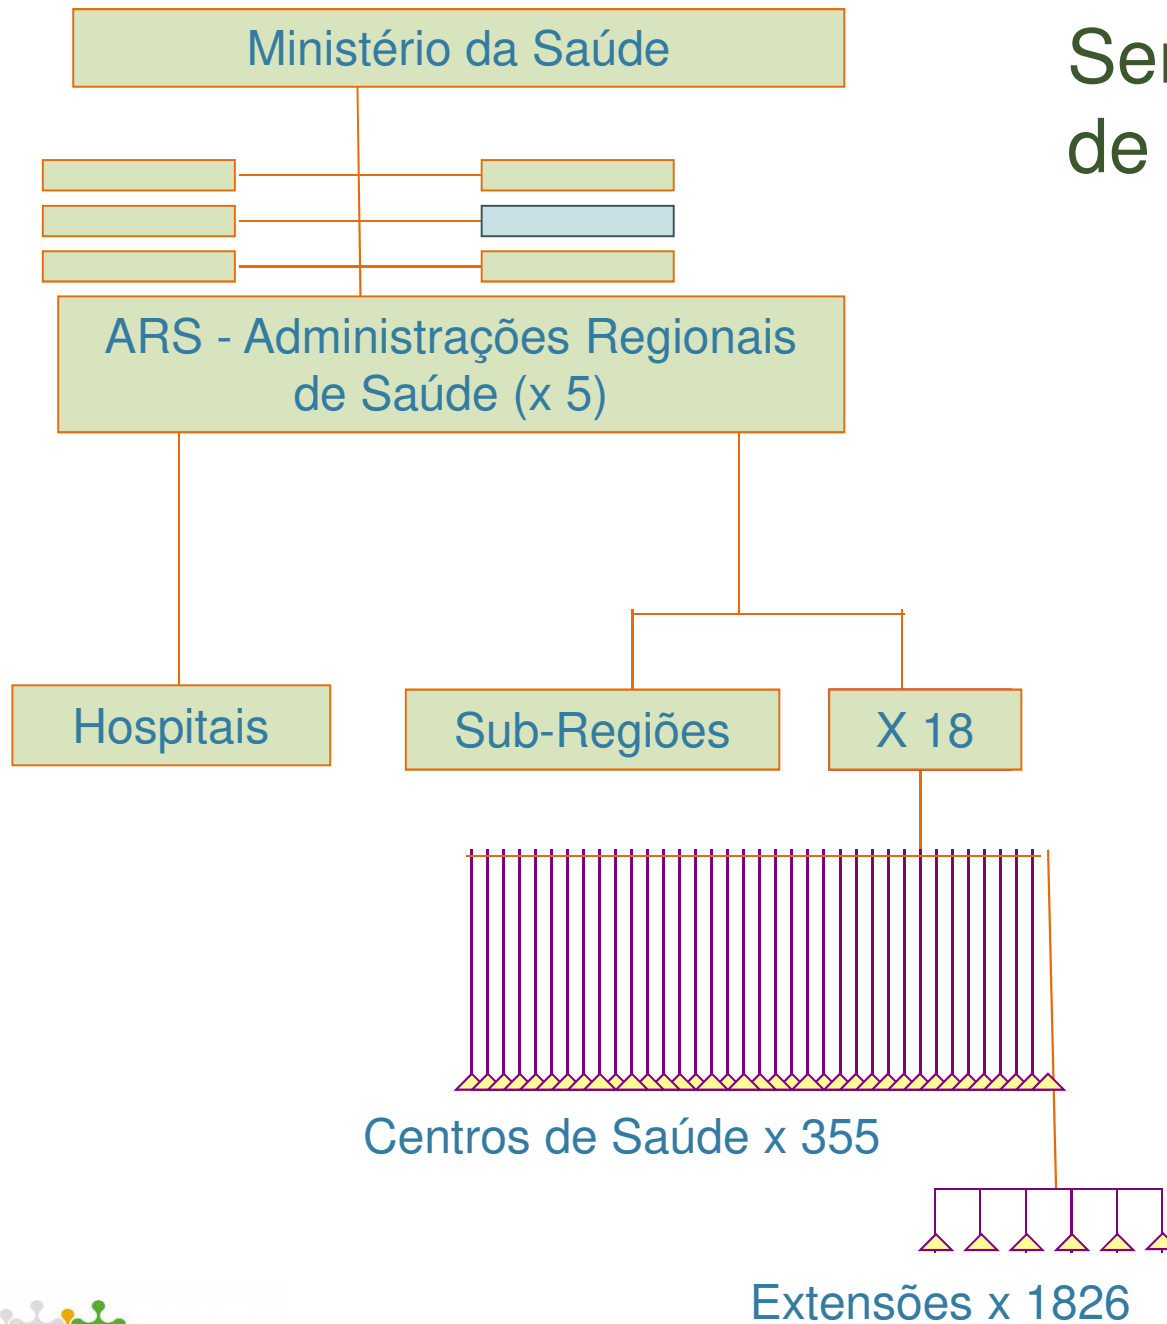 Ministério da Saúde
de
ARS - Administrações Regionais
de Saúde (x 5)
Hospitais
Sub-Regiões
X 18
Centros de Saúde x 355
Extensões x 1826